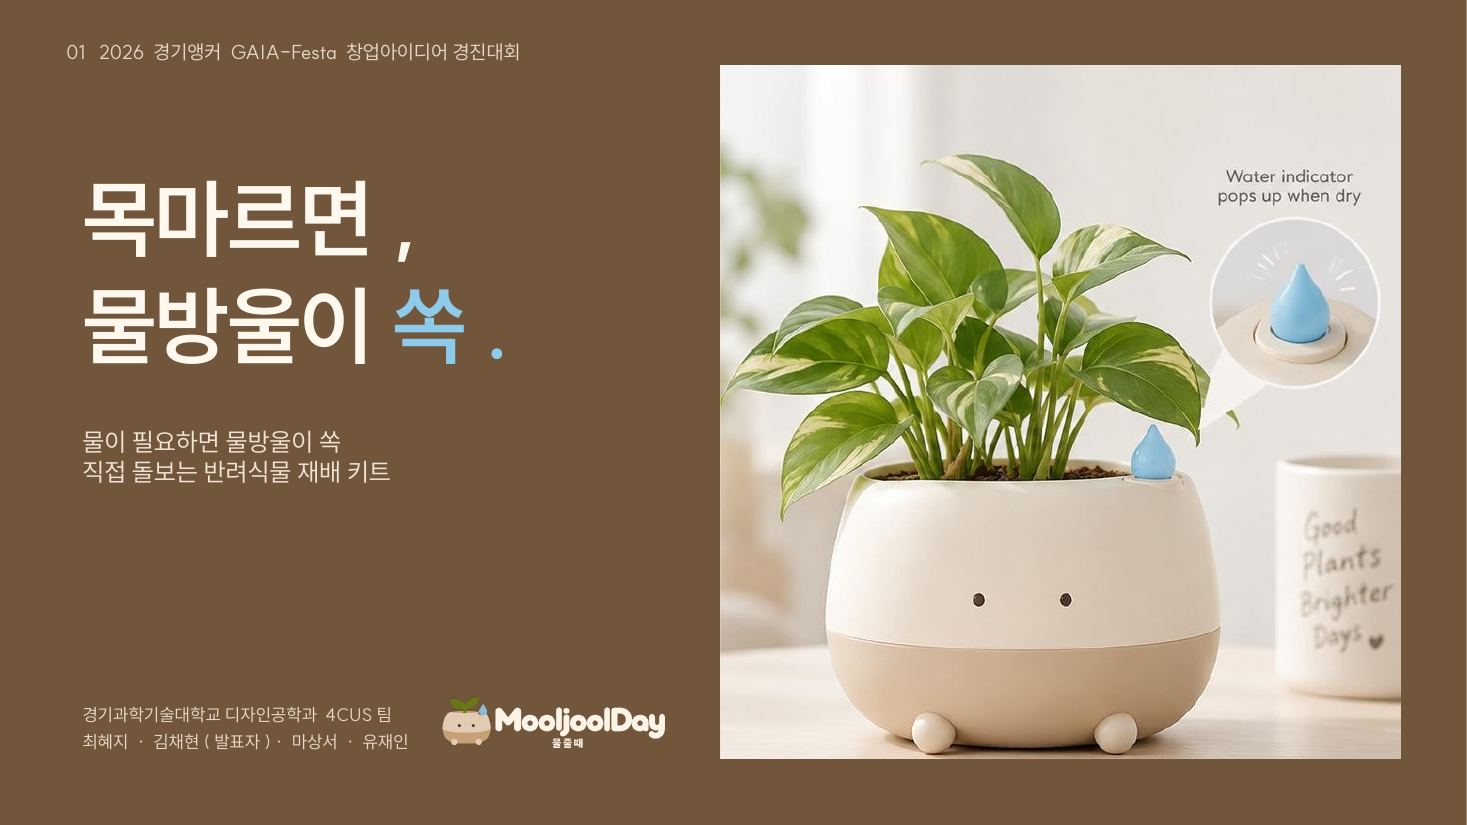 01 2026 경기앵커 GAIA-Festa 창업아이디어 경진대회
목마르면 ,
물방울이 쏙 .
물이 필요하면 물방울이 쏙
직접 돌보는 반려식물 재배 키트
경기과학기술대학교 디자인공학과 4CUS 팀
최혜지 · 김채현 ( 발표자 ) · 마상서 · 유재인
MooljoolDay
물줄때
Water indicator
pops up when dry
Good
Plants
Brighter
Days